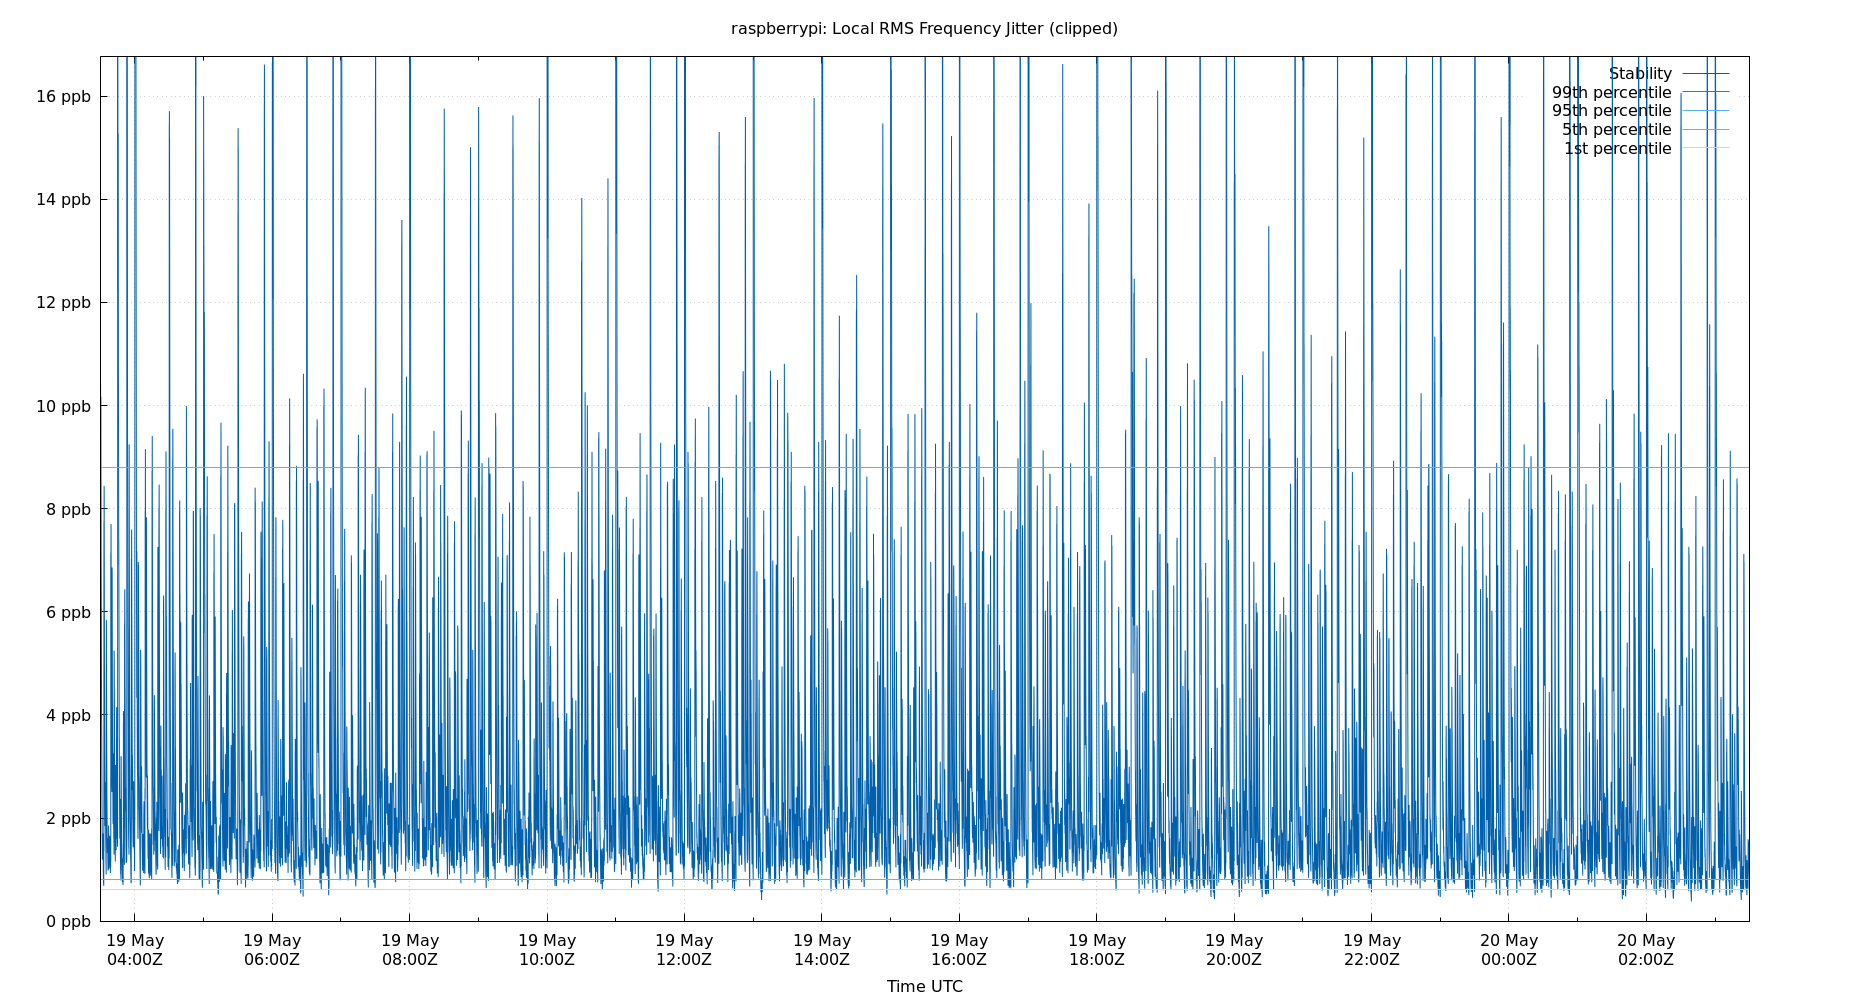 raspberrypi: Local RMS Frequency Jitter (clipped)
Stability
99th percentile
95th percentile
5th percentile
1st percentile
16 ppb
14 ppb
12 ppb
10 ppb
8 ppb
6 ppb
4 ppb
2 ppb
0 ppb
19 May 19 May 19 May 19 May 19 May 19 May 19 May 19 May 19 May 19 May 20 May 20 May
04:00Z 06:00Z 08:00Z 10:00Z 12:00Z 14:00Z 16:00Z 18:00Z 20:00Z 22:00Z 00:00Z 02:00Z
Time UTC